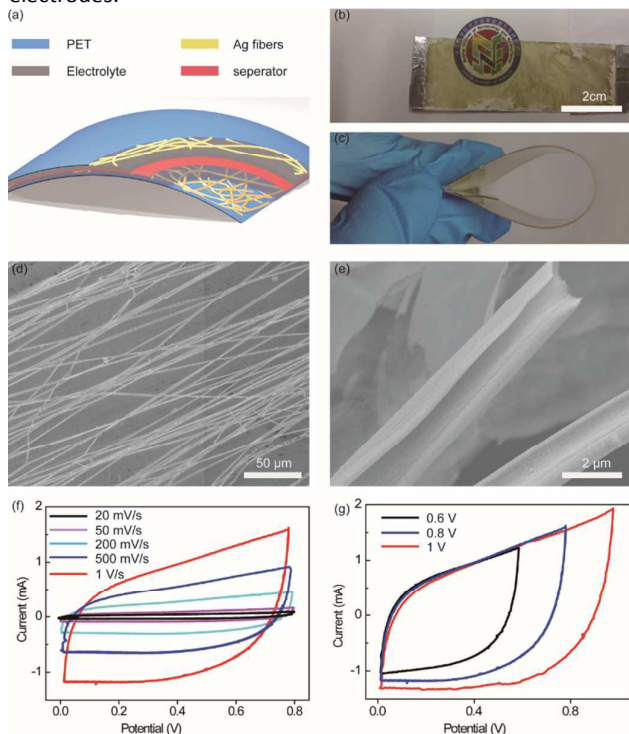 electrodes.
(a)
PET
Ag fibers
Electrolyte
seperator
(b)
2cm
(c)
(d)
50 μm
(e)
2 μm
(f)
20 mV/s
50 mV/s
200 mV/s
500 mV/s
1 V/s
Current (mA)
2
1
0
-1
0.0
0.2
0.4
0.6
0.8
Potential (V)
(g)
0.6 V
0.8 V
1 V
Current (mA)
2
1
0
-1
0.0
0.4
0.8
Potential (V)